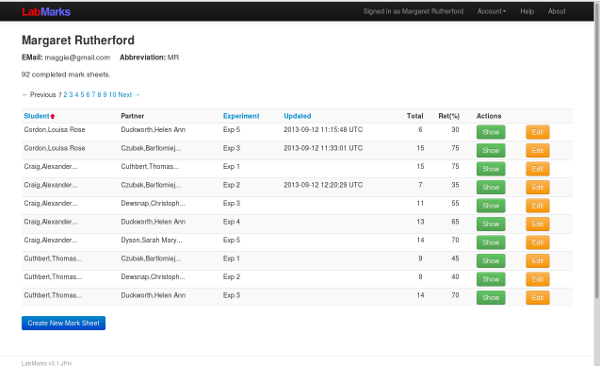 LabMarks Signed in as Margaret Rutherford Account Help About
Margaret Rutherford
EMail: maggie@gmail.com Abbreviation: MR
92 completed mark sheets.
← Previous 1 2 3 4 5 6 7 8 9 10 Next →
Student Partner Experiment Updated Total Ret(%) Actions
Cordon,Louisa Rose Duckworth,Helen Ann Exp 5 2013-09-12 11:15:48 UTC 6 30 Show Edit
Cordon,Louisa Rose Czubak,Bartlomiej... Exp 3 2013-09-12 11:33:01 UTC 15 75 Show Edit
Craig,Alexander... Cuthbert,Thomas... Exp 1 15 75 Show Edit
Craig,Alexander... Czubak,Bartlomiej... Exp 2 2013-09-12 12:20:29 UTC 7 35 Show Edit
Craig,Alexander... Dewsnap,Christoph... Exp 3 11 55 Show Edit
Craig,Alexander... Duckworth,Helen Ann Exp 4 13 65 Show Edit
Craig,Alexander... Dyson,Sarah Mary... Exp 5 14 70 Show Edit
Cuthbert,Thomas... Czubak,Bartlomiej... Exp 1 9 45 Show Edit
Cuthbert,Thomas... Dewsnap,Christoph... Exp 2 8 40 Show Edit
Cuthbert,Thomas... Duckworth,Helen Ann Exp 3 14 70 Show Edit
Create New Mark Sheet
LabMarks v0.1 JPH